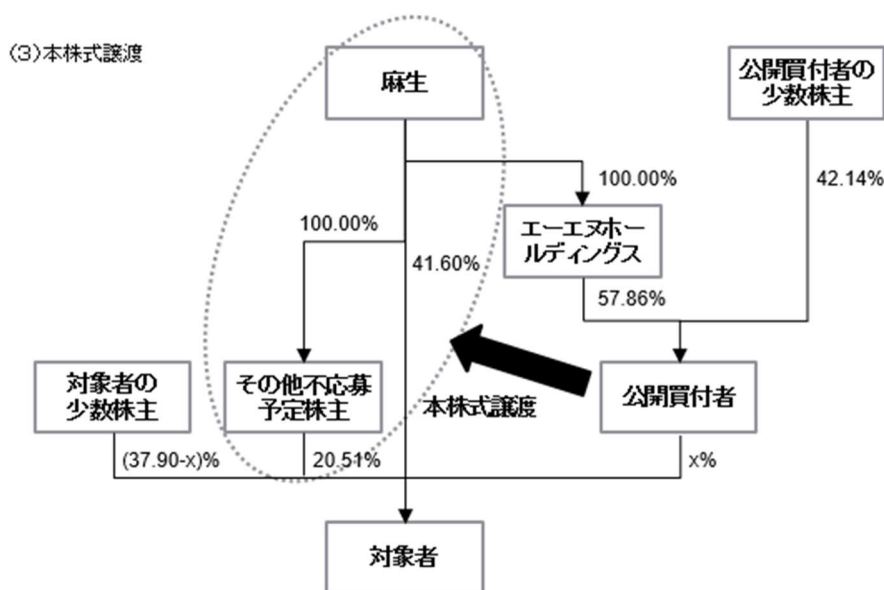 (3)本株式譲渡
麻生
公開買付者の
少数株主
100.00%
42.14%
エーエヌホー
ルディングス
100.00%
41.60%
57.86%
対象者の
少数株主
その他不応募
予定株主
本株式譲渡
公開買付者
(37.90-x)%
20.51%
x%
対象者